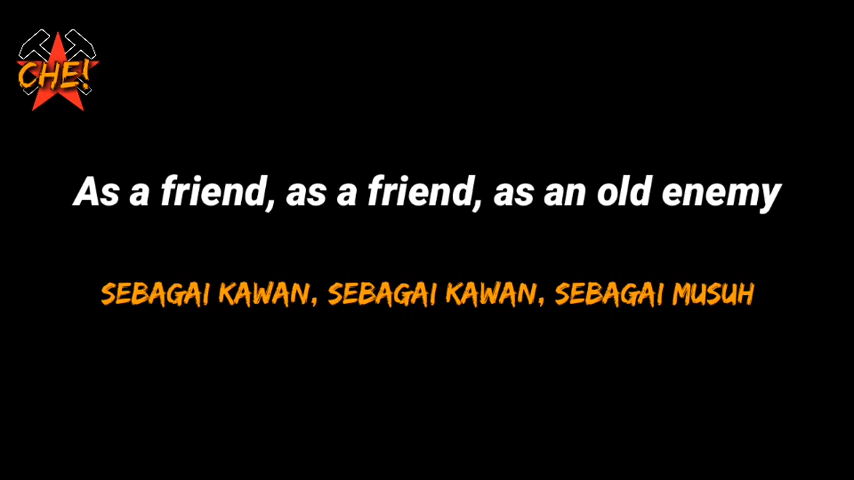 CHE!
As a friend, as a friend, as an old enemy
SEBAGAI KAWAN, SEBAGAI KAWAN, SEBAGAI MUSUH